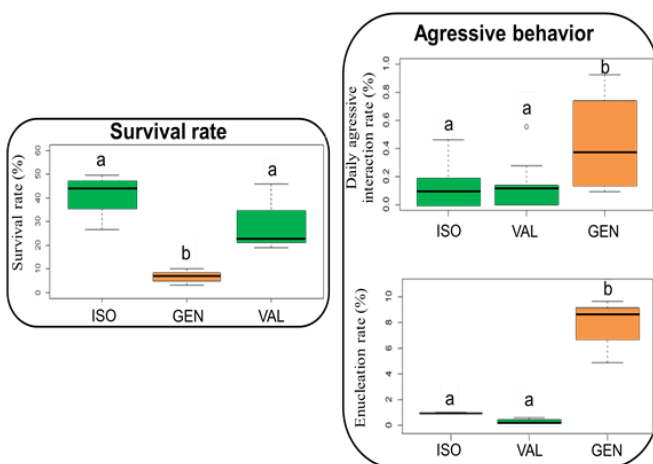 Survival rate
Survival rate (%)
60
50
40
30
20
10
0
a
b
a
ISO
GEN
VAL
Agressive behavior
Daily agressive
interaction rate (%)
1.0
0.8
0.6
0.4
0.2
0.0
a
a
b
ISO
VAL
GEN
Enucleation rate (%)
10
8
6
4
2
0
a
a
b
ISO
VAL
GEN